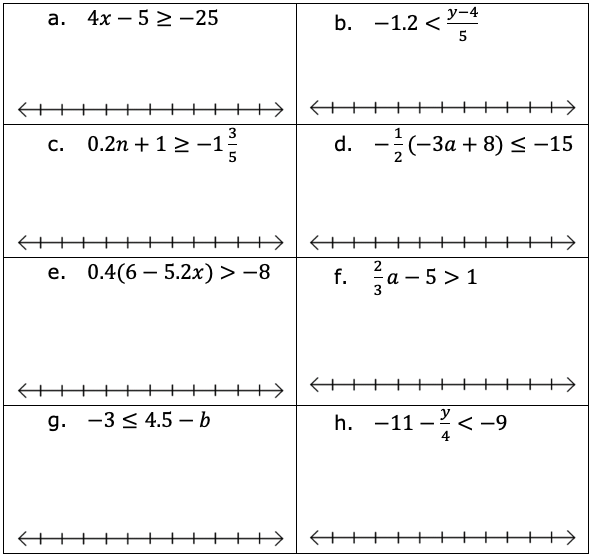 a. 4x − 5 ≥ −25
b. −1.2 < (y−4)/5
c. 0.2n + 1 ≥ −1 3/5
d. −1/2(−3a + 8) ≤ −15
e. 0.4(6 − 5.2x) > −8
f. 2/3 a − 5 > 1
g. −3 ≤ 4.5 − b
h. −11 − y/4 < −9